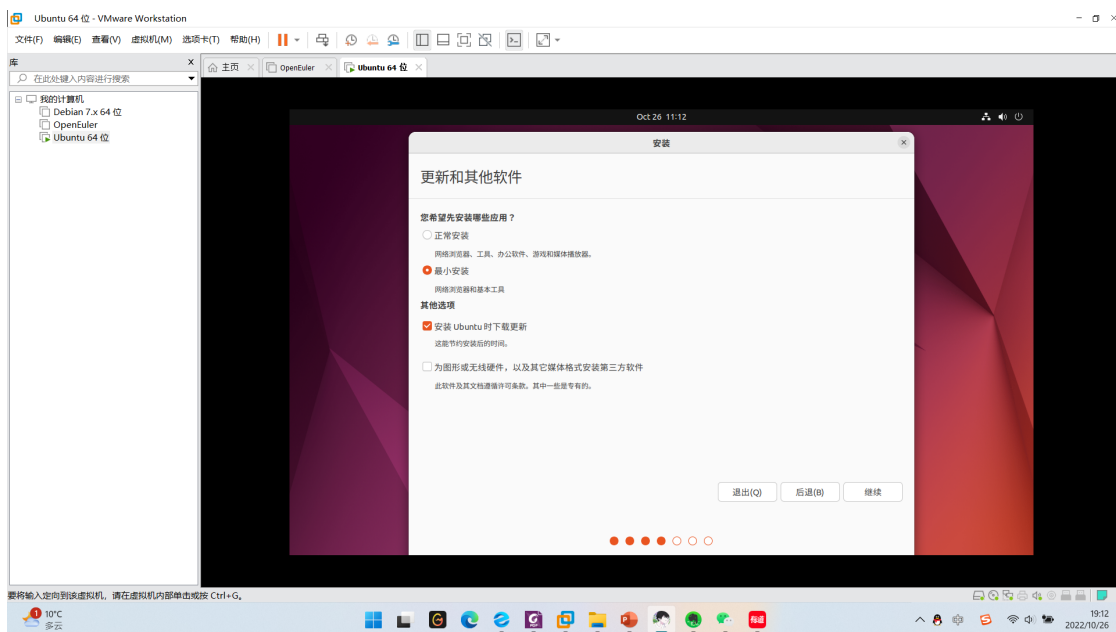 Ubuntu 64 位 - VMware Workstation
文件(F) 编辑(E) 查看(V) 虚拟机(M) 选项卡(T) 帮助(H)
库
在此处键入内容进行搜索
我的计算机
Debian 7.x 64 位
OpenEuler
Ubuntu 64 位
主页 OpenEuler Ubuntu 64 位
Oct 26 11:12
安装
更新和其他软件
您希望先安装哪些应用？
正常安装
网络浏览器、工具、办公软件、游戏和媒体播放器。
最小安装
网络浏览器和基本工具
其他选项
安装 Ubuntu 时下载更新
这能节约安装后的时间。
为图形或无线硬件，以及其它媒体格式安装第三方软件
此软件及其文档遵循许可条款。其中一些是专有的。
退出(Q) 后退(B) 继续
要将输入定向到该虚拟机，请在虚拟机内部单击或按 Ctrl+G。
1
10°C
多云
有道
中
19:12
2022/10/26